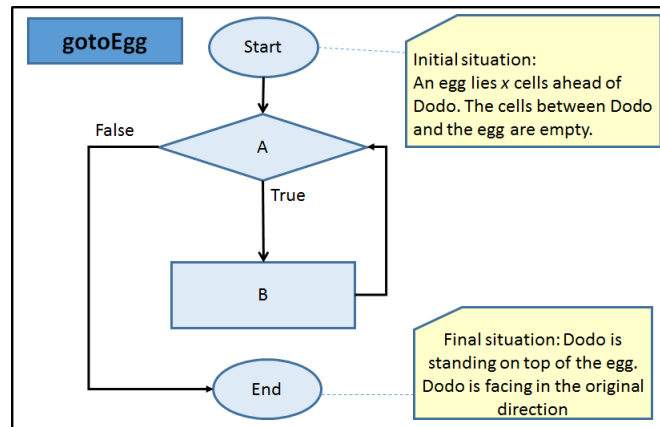 gotoEgg
Start
Initial situation:
An egg lies x cells ahead of
Dodo. The cells between Dodo
and the egg are empty.
False
A
True
B
Final situation: Dodo is
standing on top of the egg.
Dodo is facing in the original
direction
End